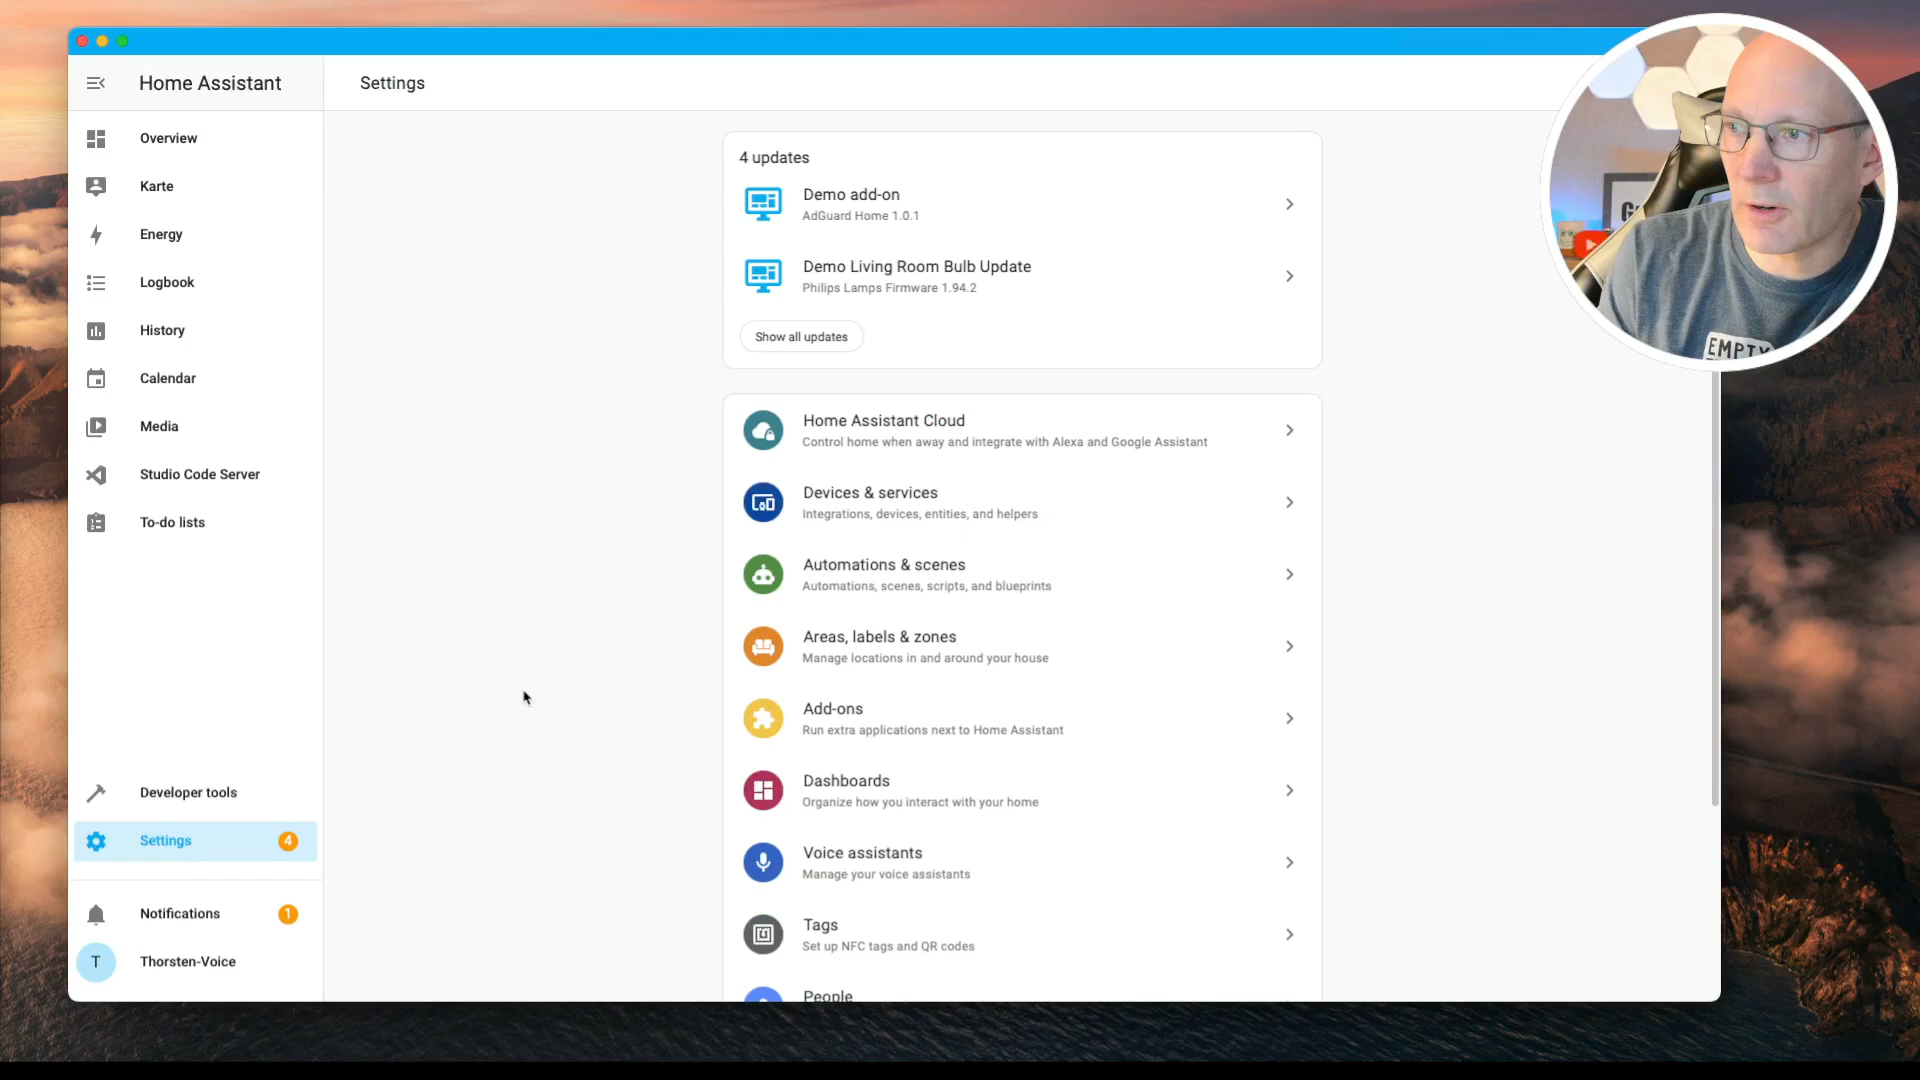 Home Assistant
Settings
Overview
Karte
Energy
Logbook
History
Calendar
Media
Studio Code Server
To-do lists
Developer tools
Settings
4
Notifications
1
T
Thorsten-Voice
4 updates
Demo add-on
AdGuard Home 1.0.1
Demo Living Room Bulb Update
Philips Lamps Firmware 1.94.2
Show all updates
Home Assistant Cloud
Control home when away and integrate with Alexa and Google Assistant
Devices & services
Integrations, devices, entities, and helpers
Automations & scenes
Automations, scenes, scripts, and blueprints
Areas, labels & zones
Manage locations in and around your house
Add-ons
Run extra applications next to Home Assistant
Dashboards
Organize how you interact with your home
Voice assistants
Manage your voice assistants
Tags
Set up NFC tags and QR codes
People
EMPTY